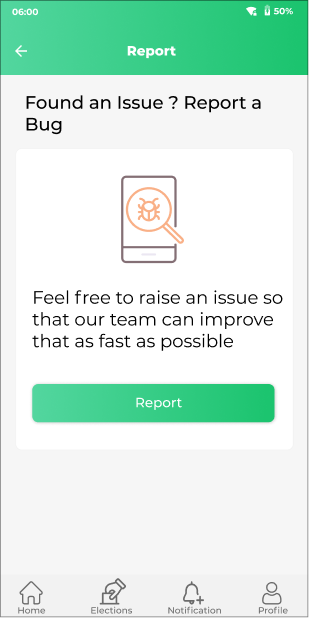 06:00 50%
Report
Found an Issue ? Report a
Bug
Feel free to raise an issue so
that our team can improve
that as fast as possible
Report
Home Elections Notification Profile